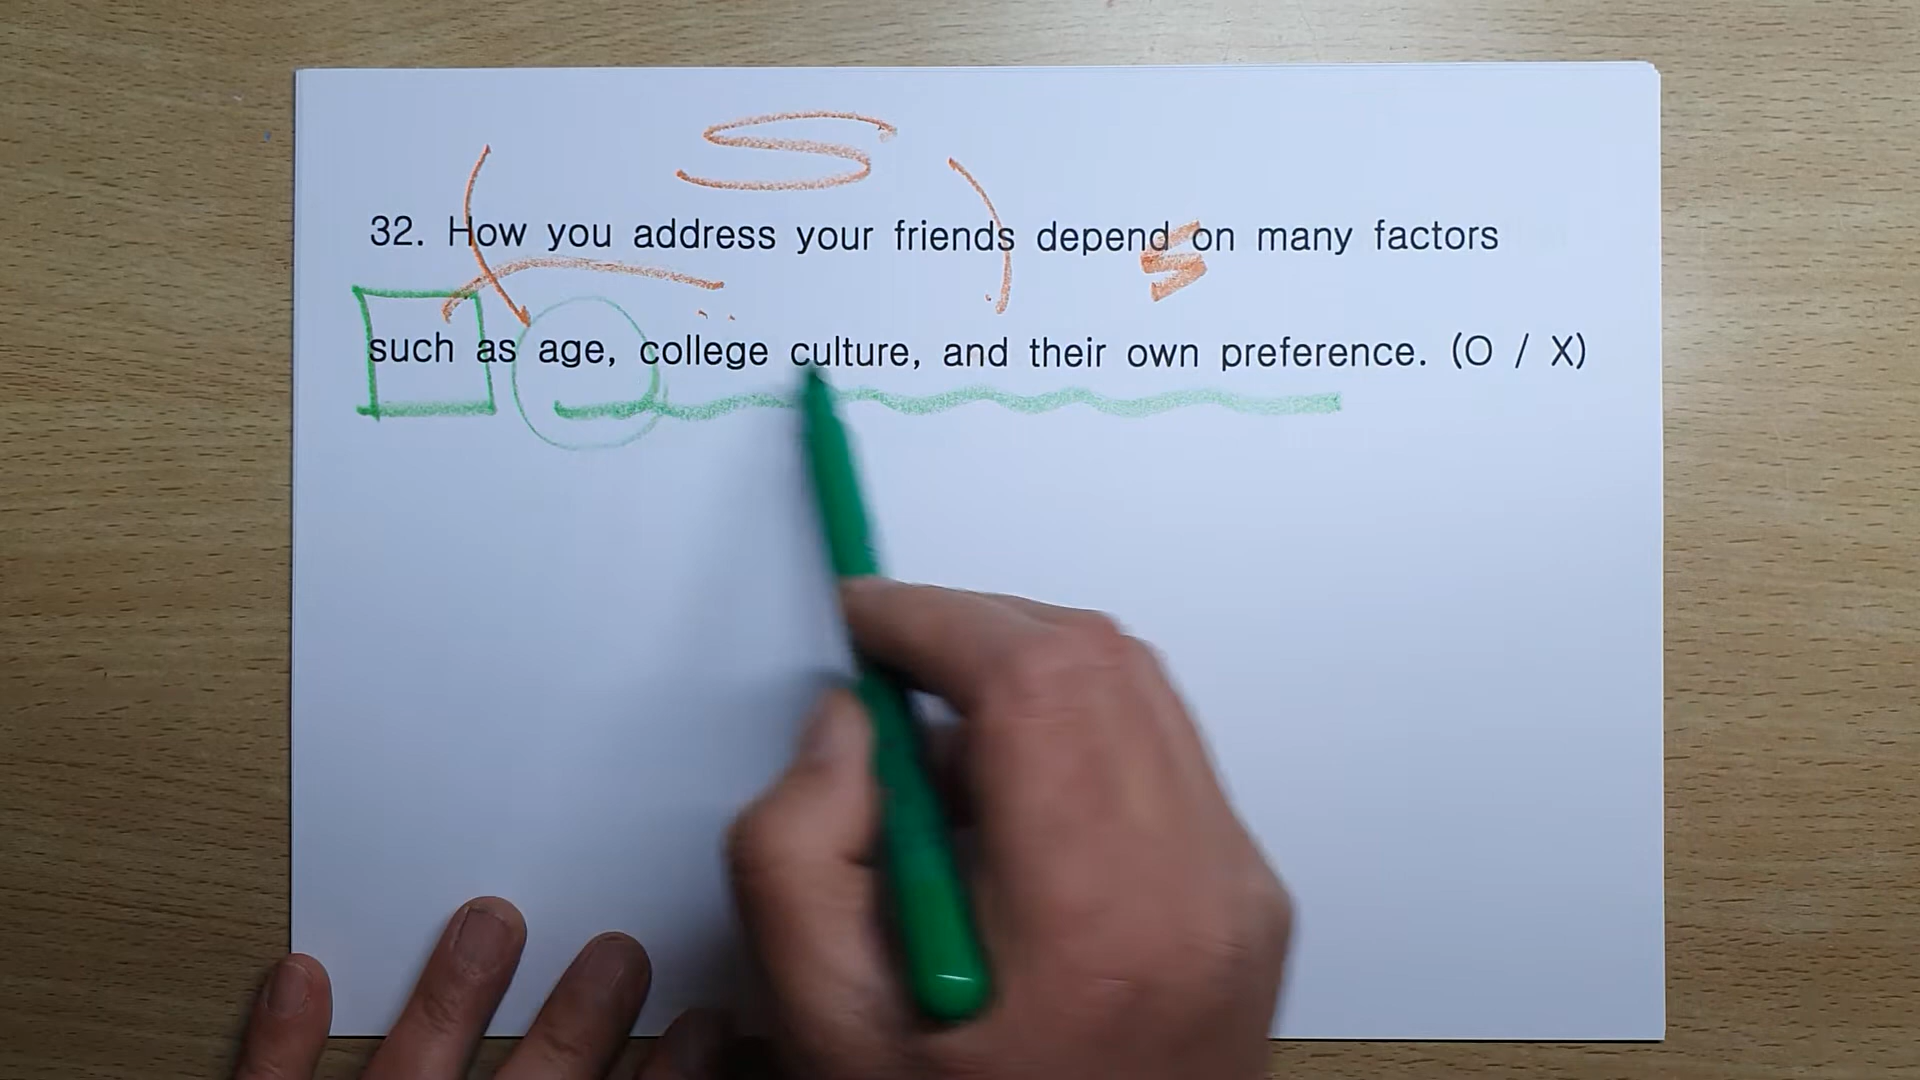 S
32. How you address your friends depend on many factors
s
such as age, college culture, and their own preference. (O / X)